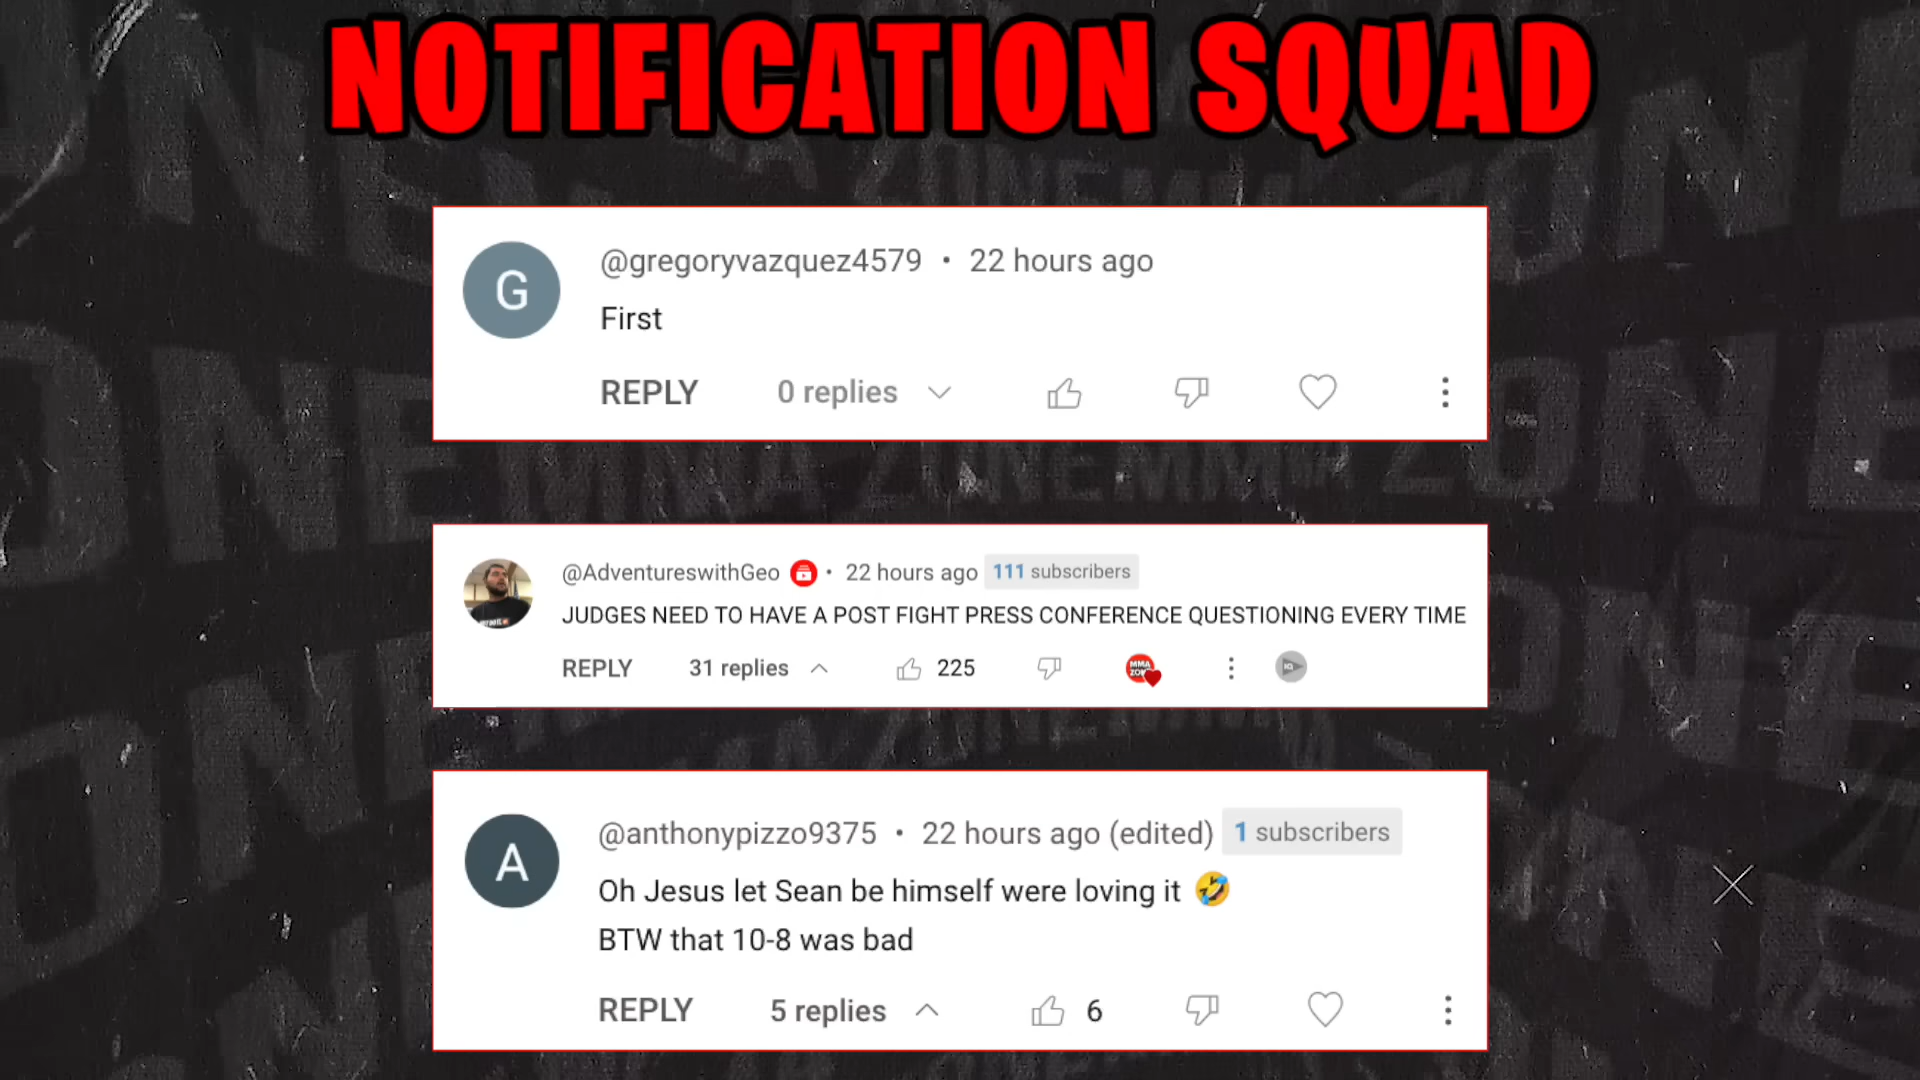 NOTIFICATION SQUAD
G
@gregoryvazquez4579 • 22 hours ago
First
REPLY 0 replies
@AdventureswithGeo • 22 hours ago 111 subscribers
JUDGES NEED TO HAVE A POST FIGHT PRESS CONFERENCE QUESTIONING EVERY TIME
REPLY 31 replies 225 MMA ZONE
A
@anthonypizzo9375 • 22 hours ago (edited) 1 subscribers
Oh Jesus let Sean be himself were loving it 🤣
BTW that 10-8 was bad
REPLY 5 replies 6